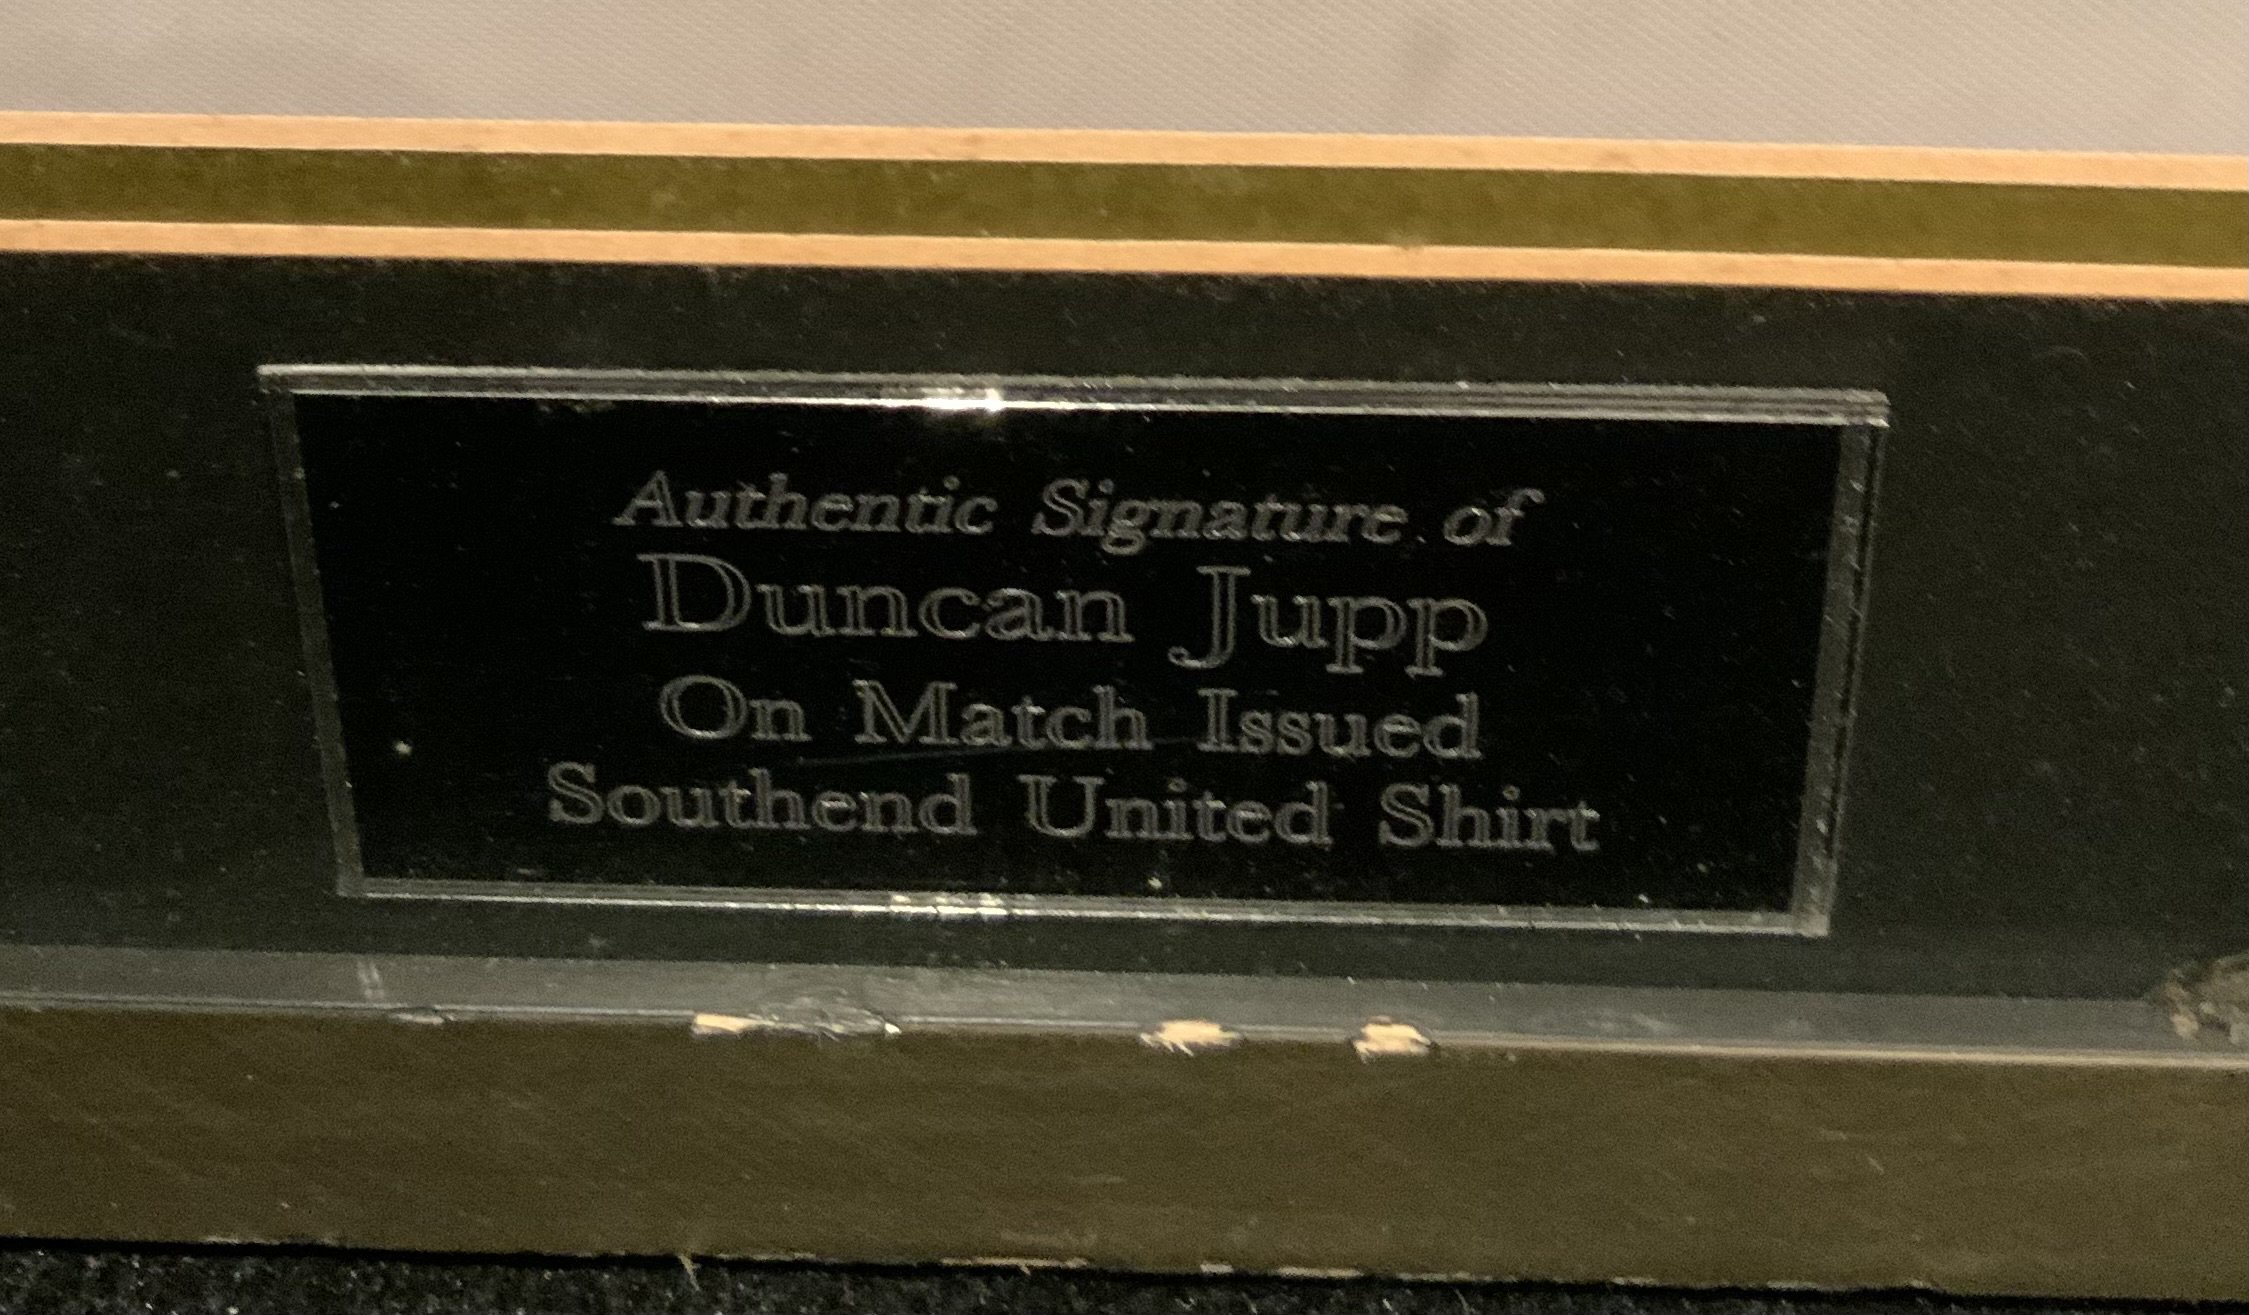 Authentic Signature of
Duncan Jupp
On Match Issued
Southend United Shirt